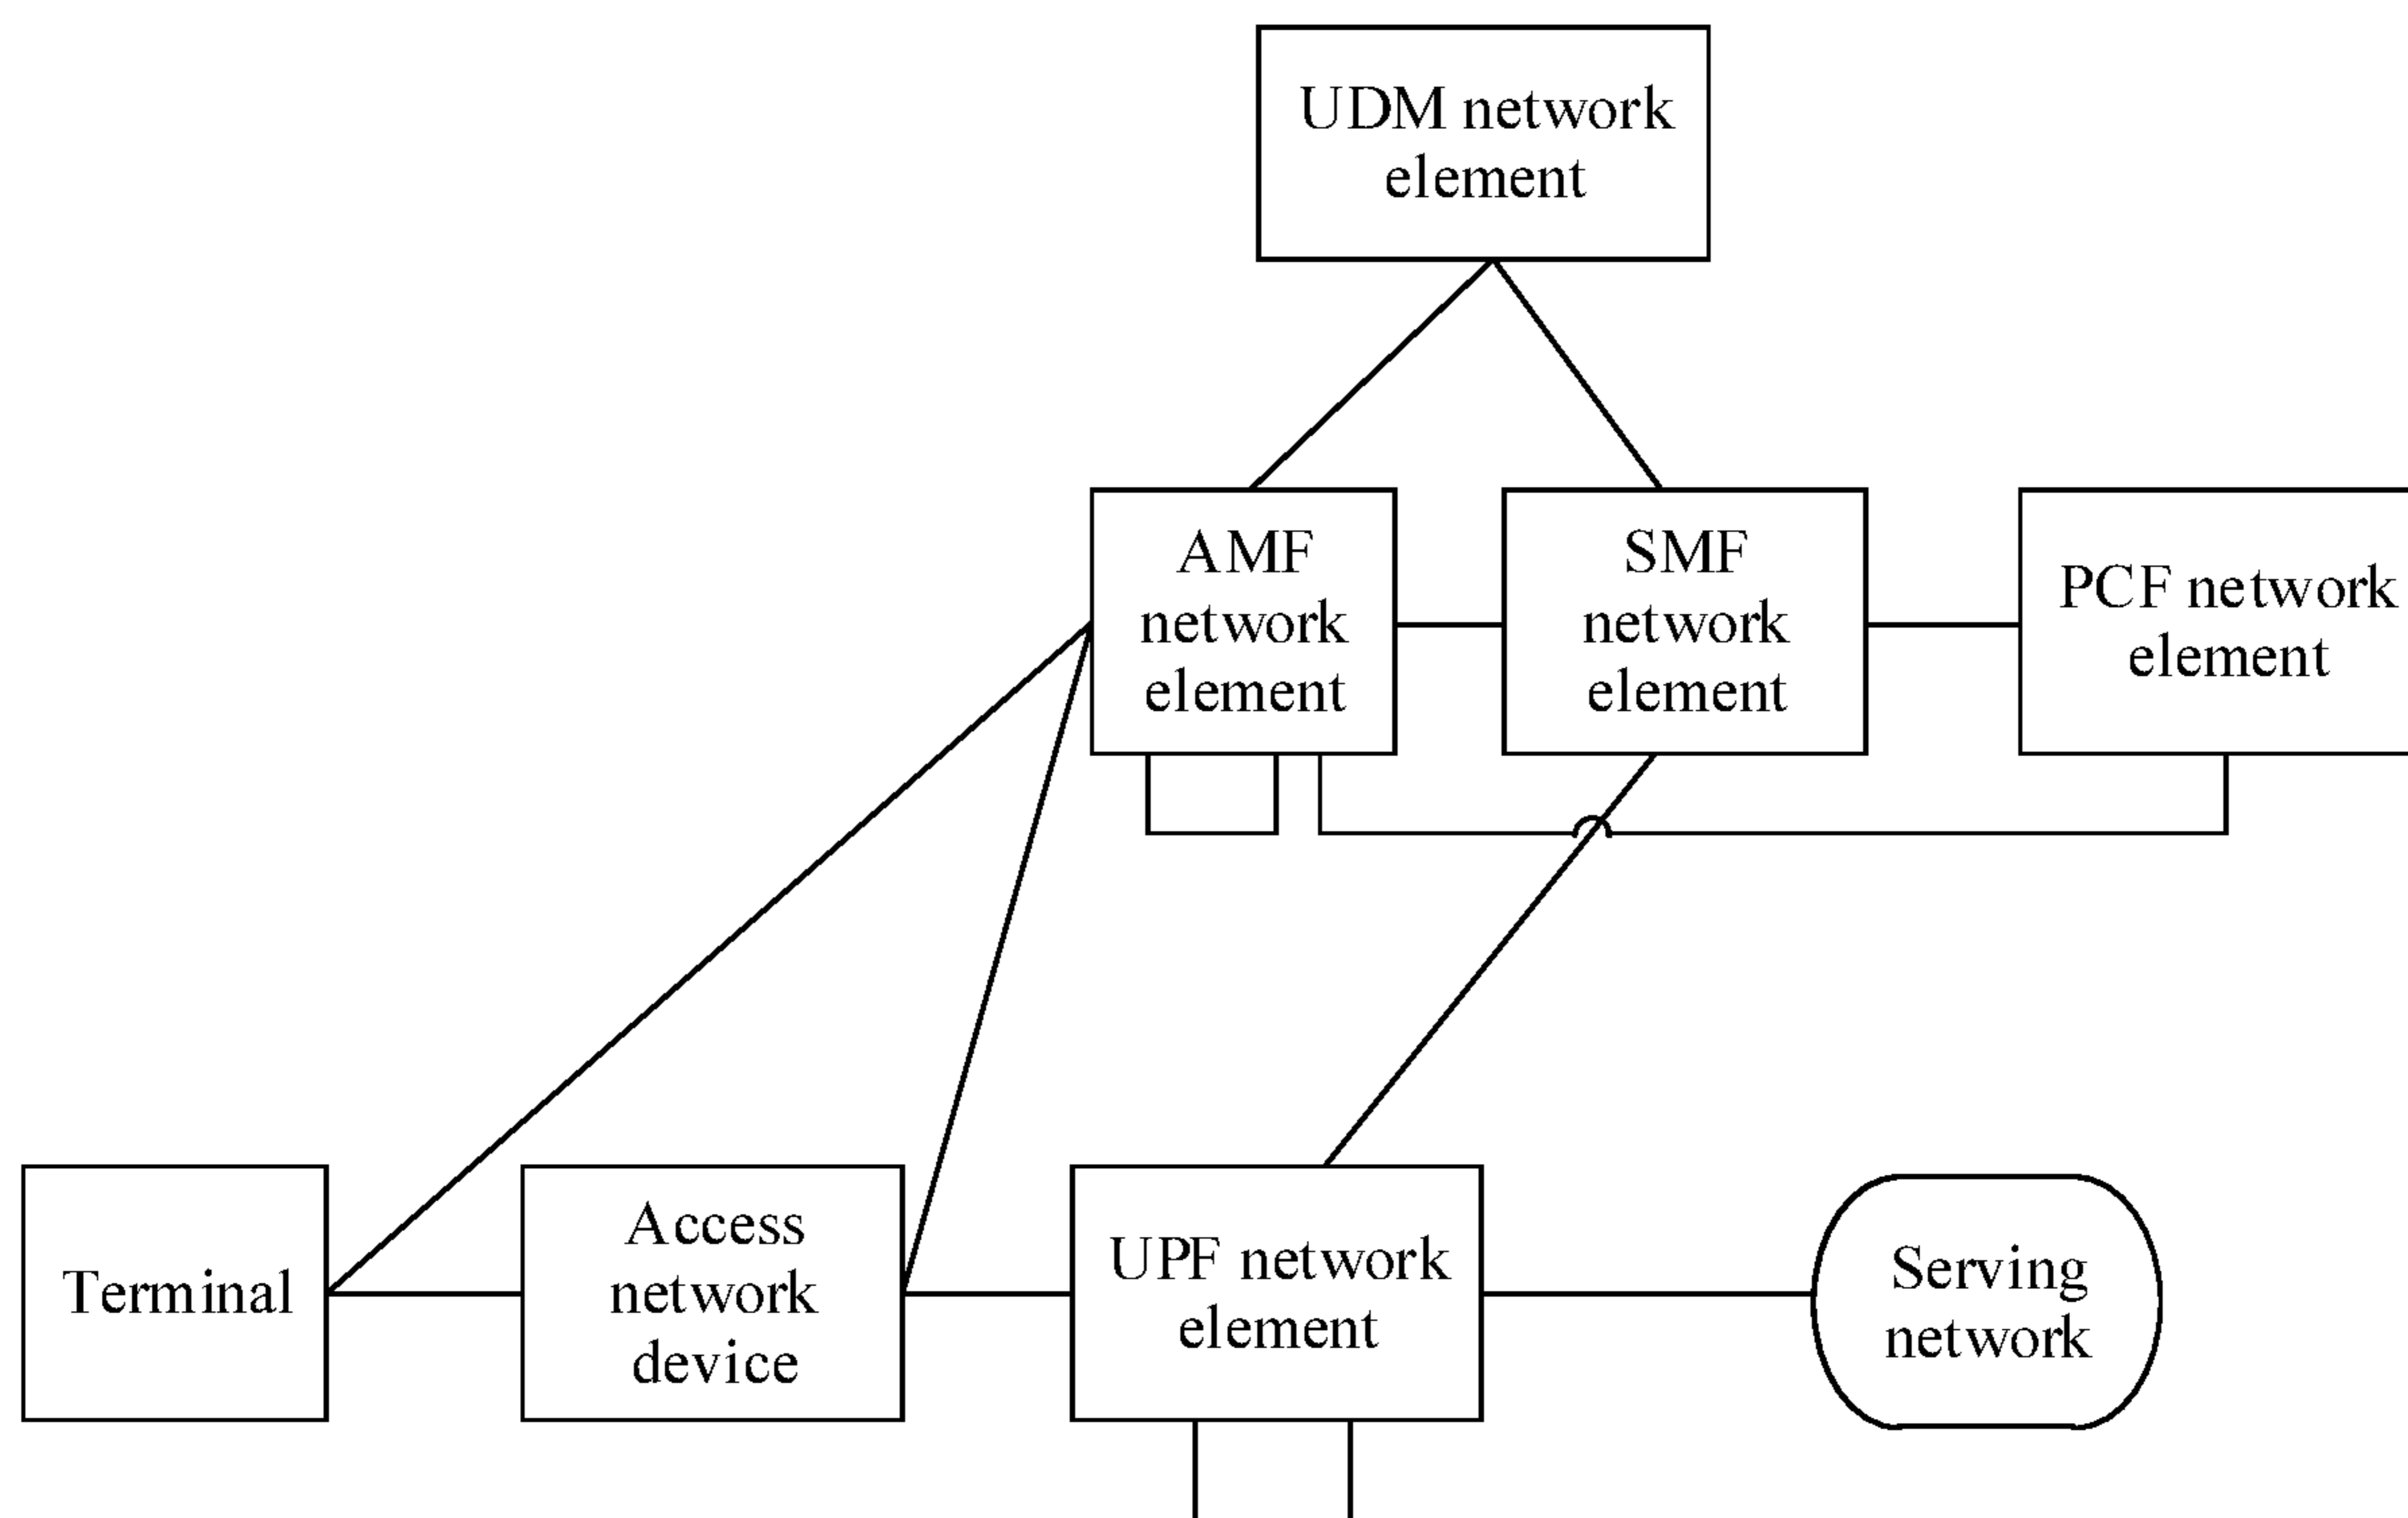 UDM network
element
AMF
network
element
SMF
network
element
PCF network
element
Terminal
Access
network
device
UPF network
element
Serving
network